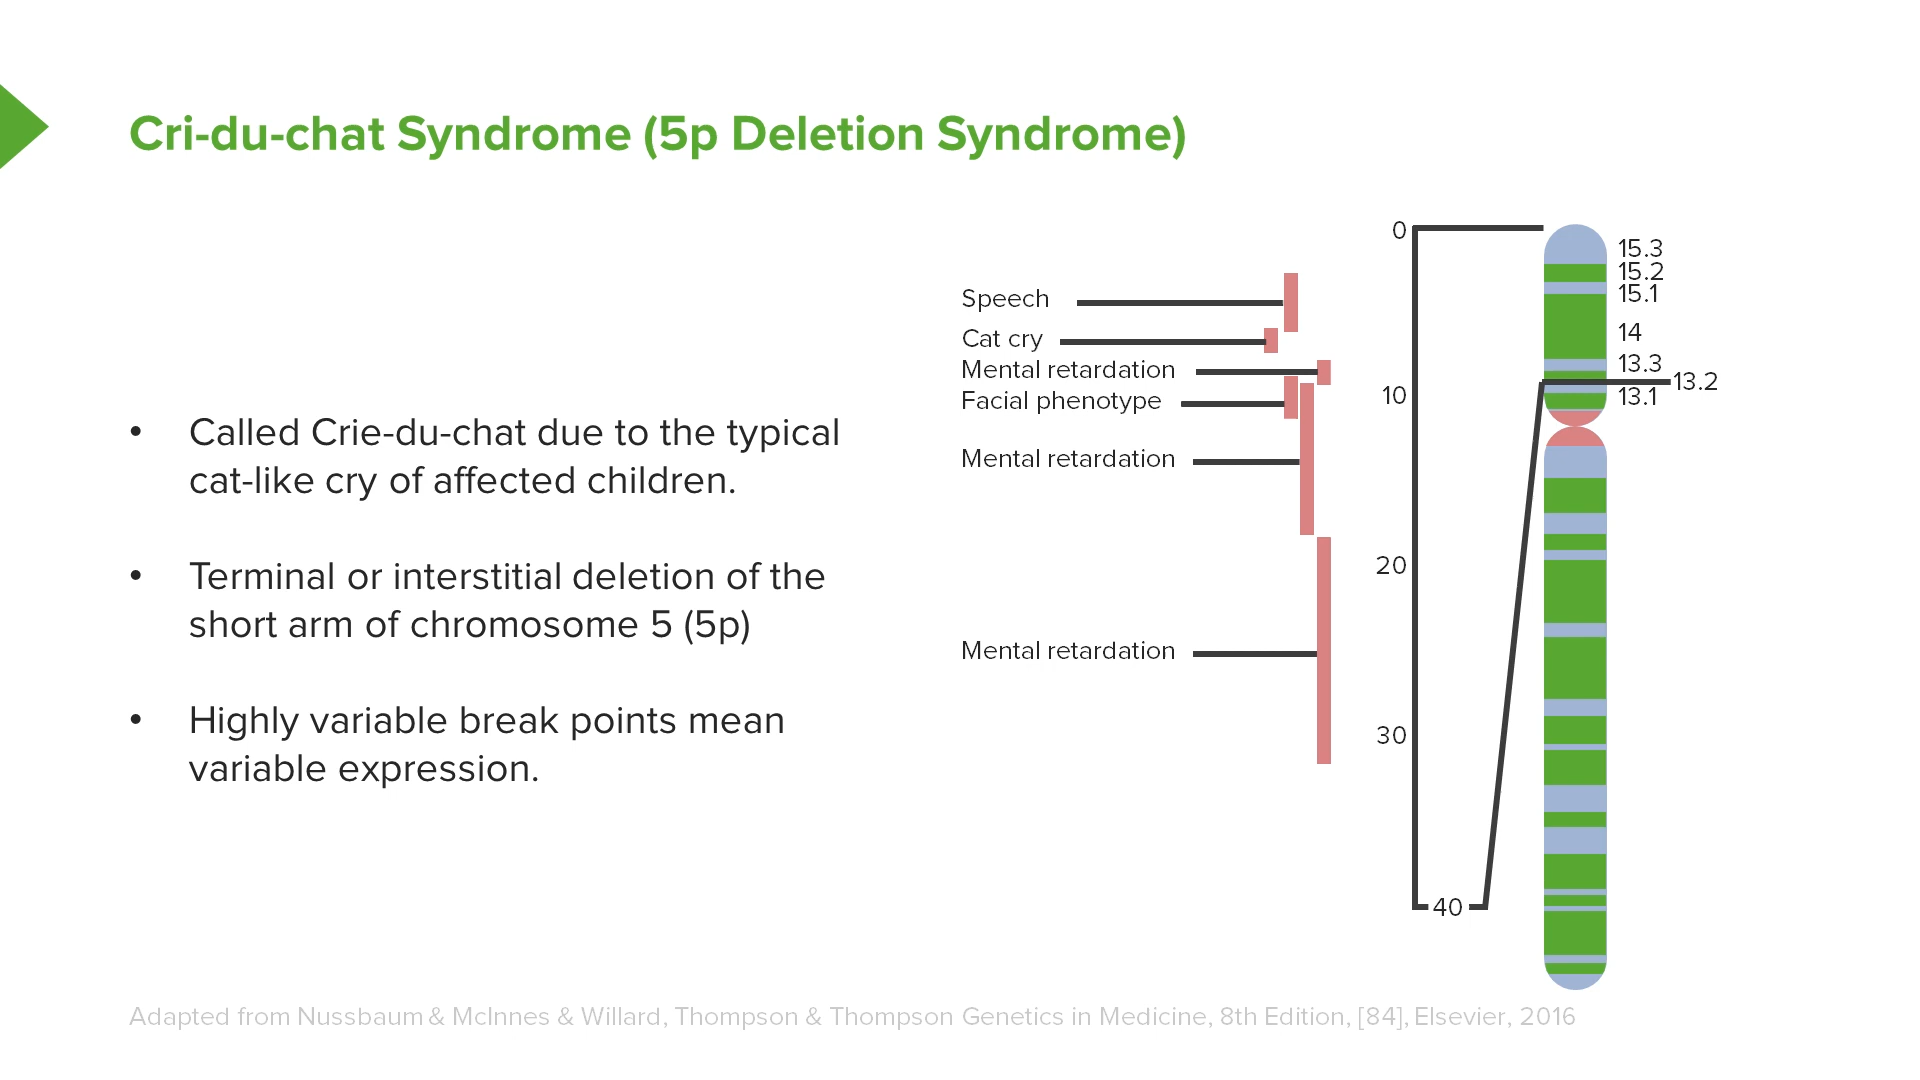 Cri-du-chat Syndrome (5p Deletion Syndrome)
• Called Crie-du-chat due to the typical
cat-like cry of affected children.
• Terminal or interstitial deletion of the
short arm of chromosome 5 (5p)
• Highly variable break points mean
variable expression.
Speech
Cat cry
Mental retardation
Facial phenotype
Mental retardation
Mental retardation
0
10
20
30
40
15.3
15.2
15.1
14
13.3
13.2
13.1
Adapted from Nussbaum & McInnes & Willard, Thompson & Thompson Genetics in Medicine, 8th Edition, [84], Elsevier, 2016